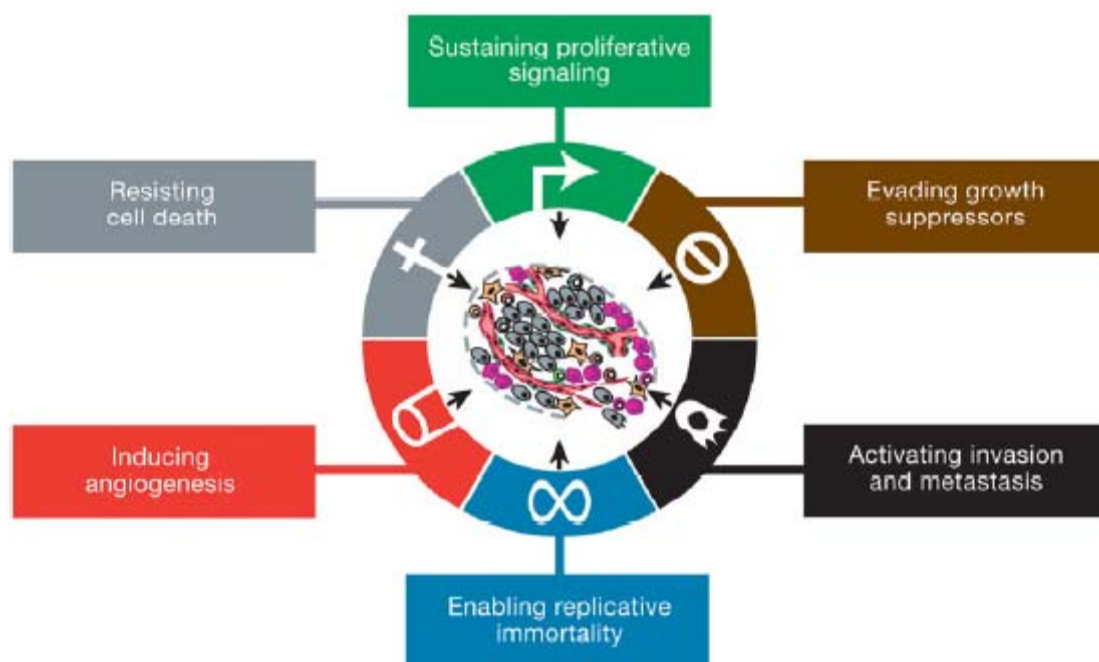 Sustaining proliferative
signaling
Resisting
cell death
Evading growth
suppressors
Inducing
angiogenesis
Activating invasion
and metastasis
Enabling replicative
immortality